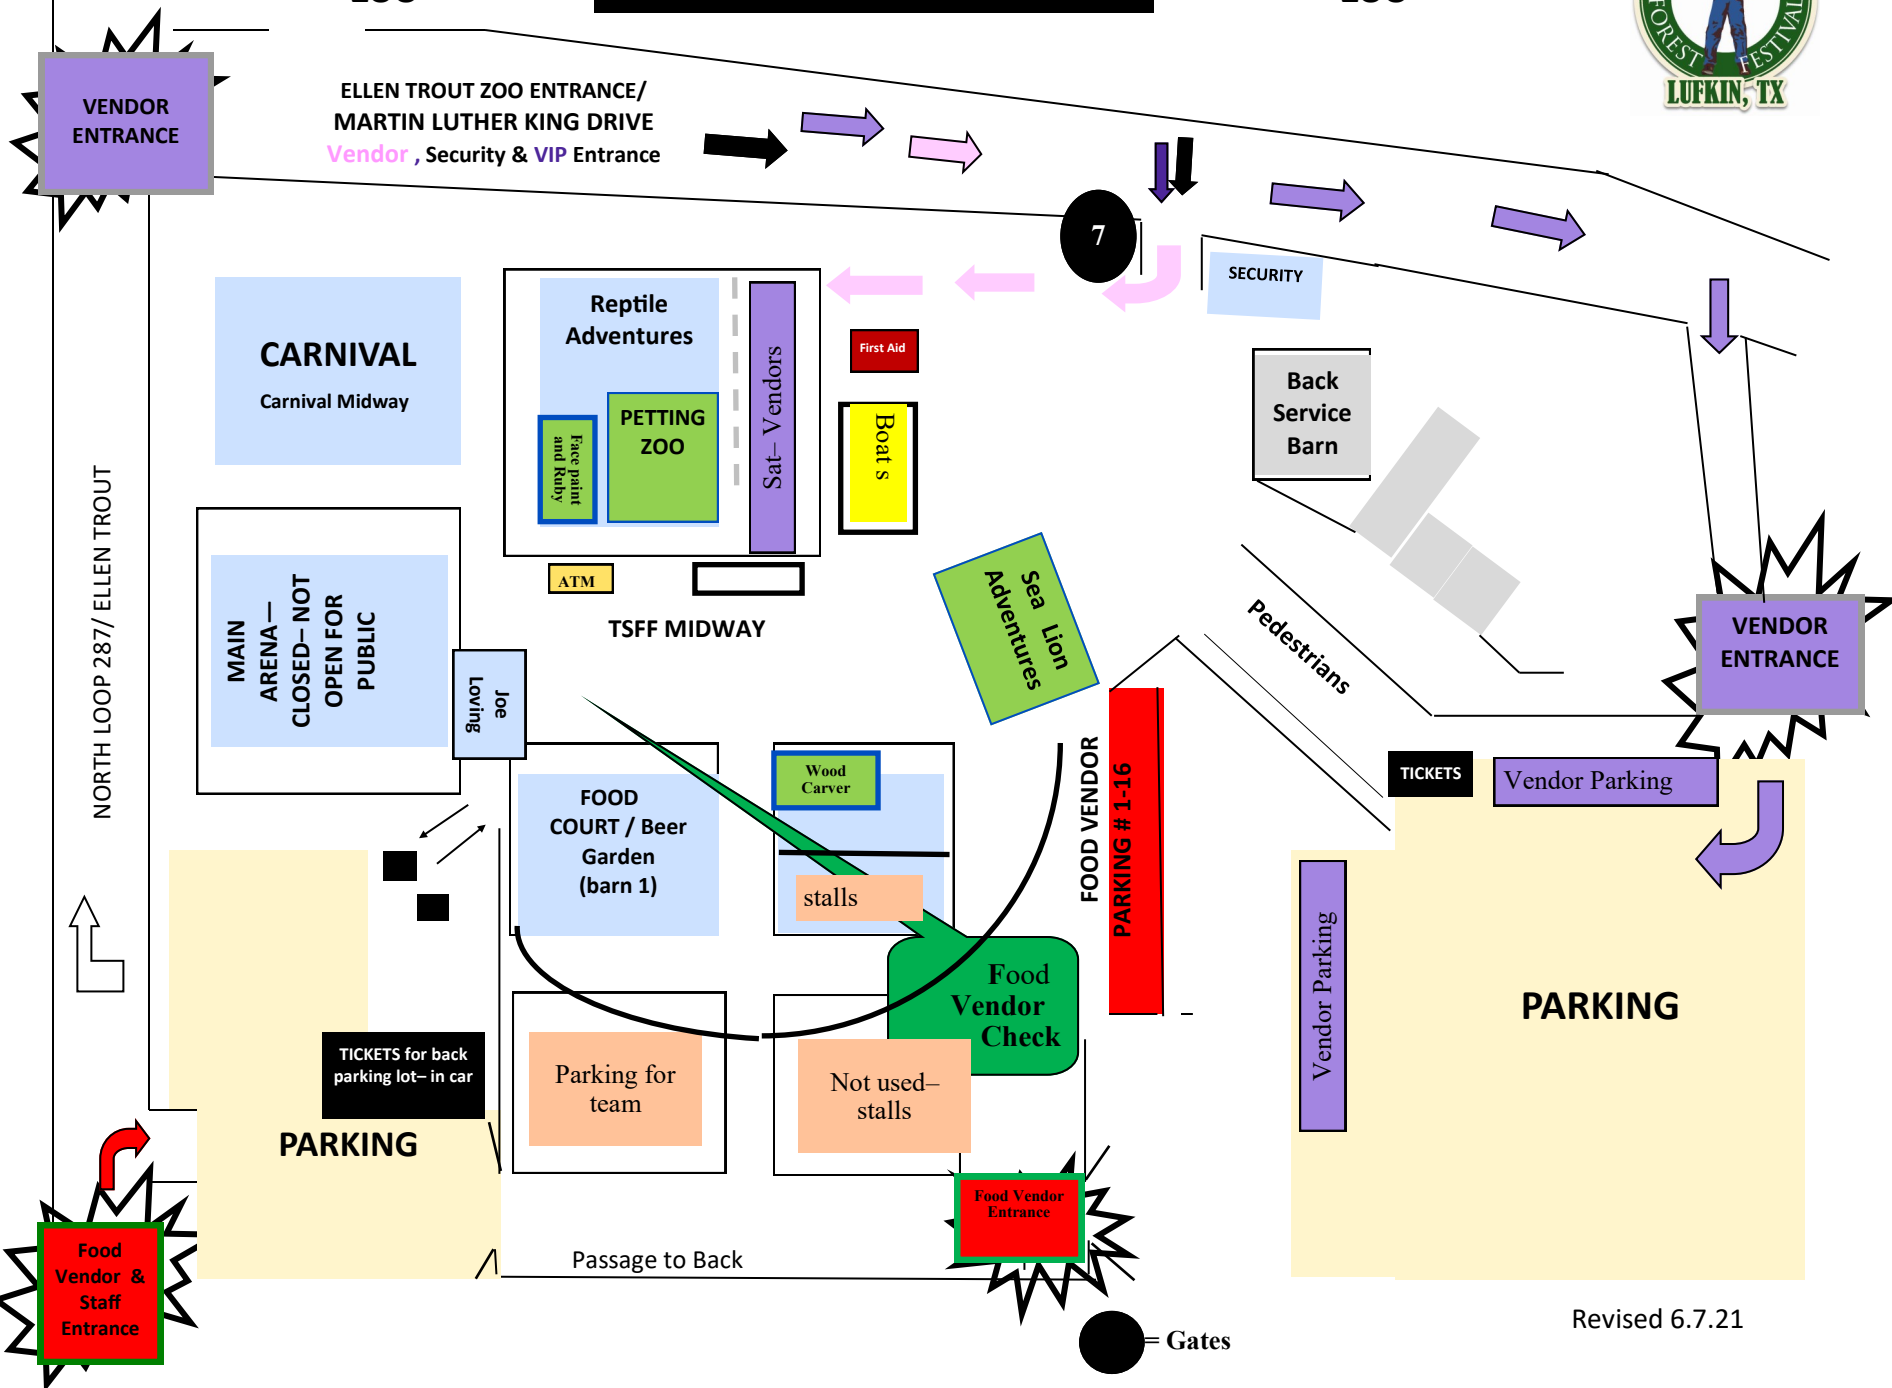 FOREST FESTIVAL
LUFKIN, TX
VENDOR
ENTRANCE
ELLEN TROUT ZOO ENTRANCE/
MARTIN LUTHER KING DRIVE
Vendor , Security & VIP Entrance
7
SECURITY
CARNIVAL
Carnival Midway
Reptile
Adventures
PETTING
ZOO
Face paint
and Ruby
Sat– Vendors
First Aid
Boat s
Back
Service
Barn
NORTH LOOP 287/ ELLEN TROUT
MAIN
ARENA—
CLOSED– NOT
OPEN FOR
PUBLIC
Joe
Loving
ATM
TSFF MIDWAY
Sea Lion
Adventures
Pedestrians
VENDOR
ENTRANCE
TICKETS
Vendor Parking
FOOD
COURT / Beer
Garden
(barn 1)
Wood
Carver
stalls
FOOD VENDOR
PARKING # 1-16
Food
Vendor
Check
Vendor Parking
PARKING
TICKETS for back
parking lot– in car
PARKING
Parking for
team
Not used–
stalls
Food Vendor
Entrance
Passage to Back
Food
Vendor &
Staff
Entrance
= Gates
Revised 6.7.21